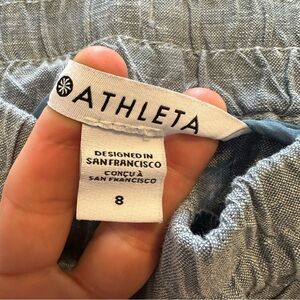 ATHLETA
DESIGNED IN
SAN FRANCISCO
CONÇU À
SAN FRANCISCO
8